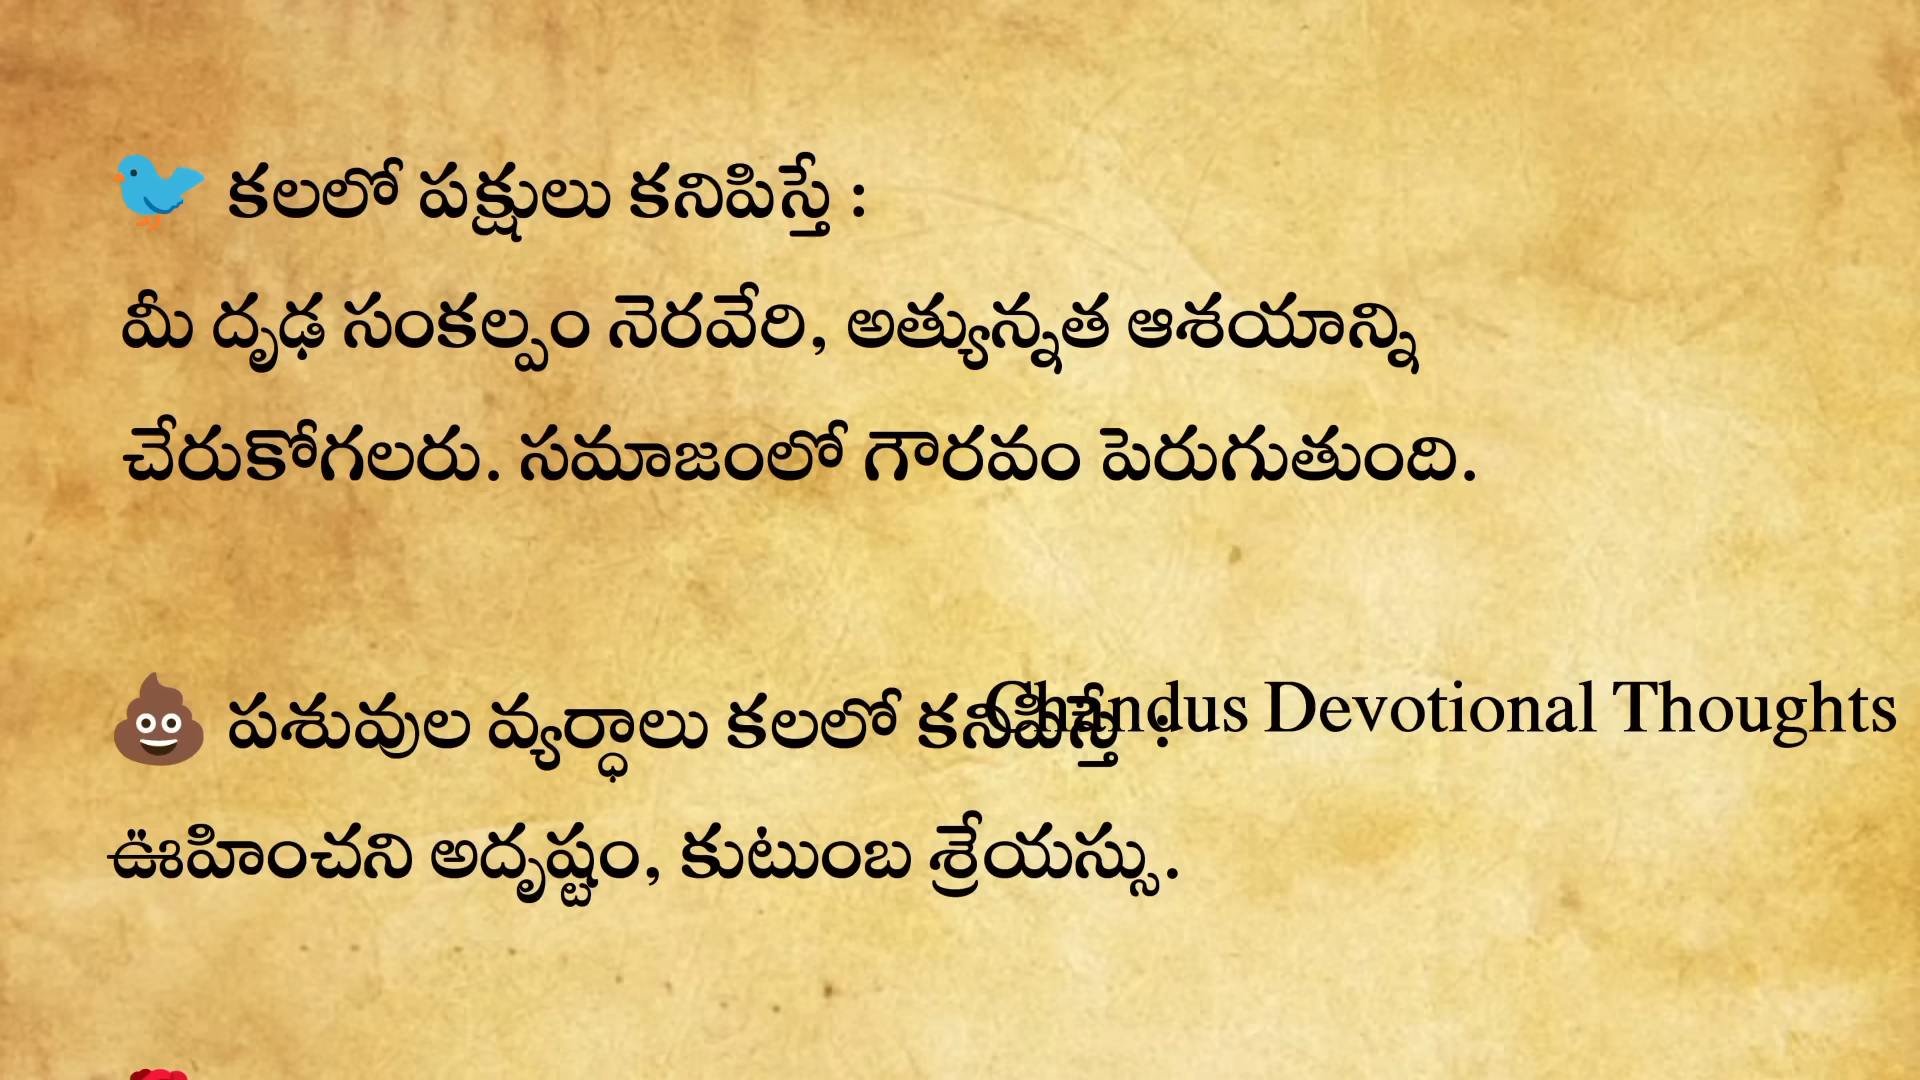 🐦 కలలో పక్షులు కనిపిస్తే :
మీ దృఢ సంకల్పం నెరవేరి, అత్యున్నత ఆశయాన్ని
చేరుకోగలరు. సమాజంలో గౌరవం పెరుగుతుంది.
💩 పశువుల వ్యర్థాలు కలలో కనిపిస్తే :
Chandus Devotional Thoughts
ఊహించని అదృష్టం, కుటుంబ శ్రేయస్సు.